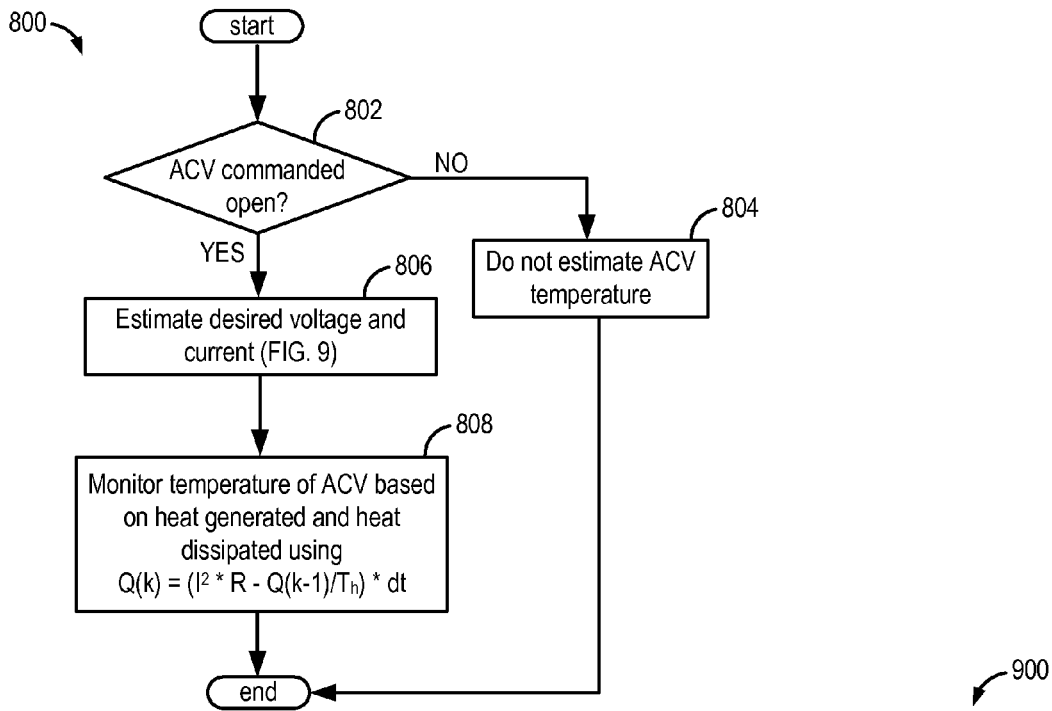 800
start
802
ACV commanded
open?
NO
YES
804
Do not estimate ACV
temperature
806
Estimate desired voltage and
current (FIG. 9)
808
Monitor temperature of ACV based
on heat generated and heat
dissipated using
Q(k) = (I² * R - Q(k-1)/Tₕ) * dt
end
900